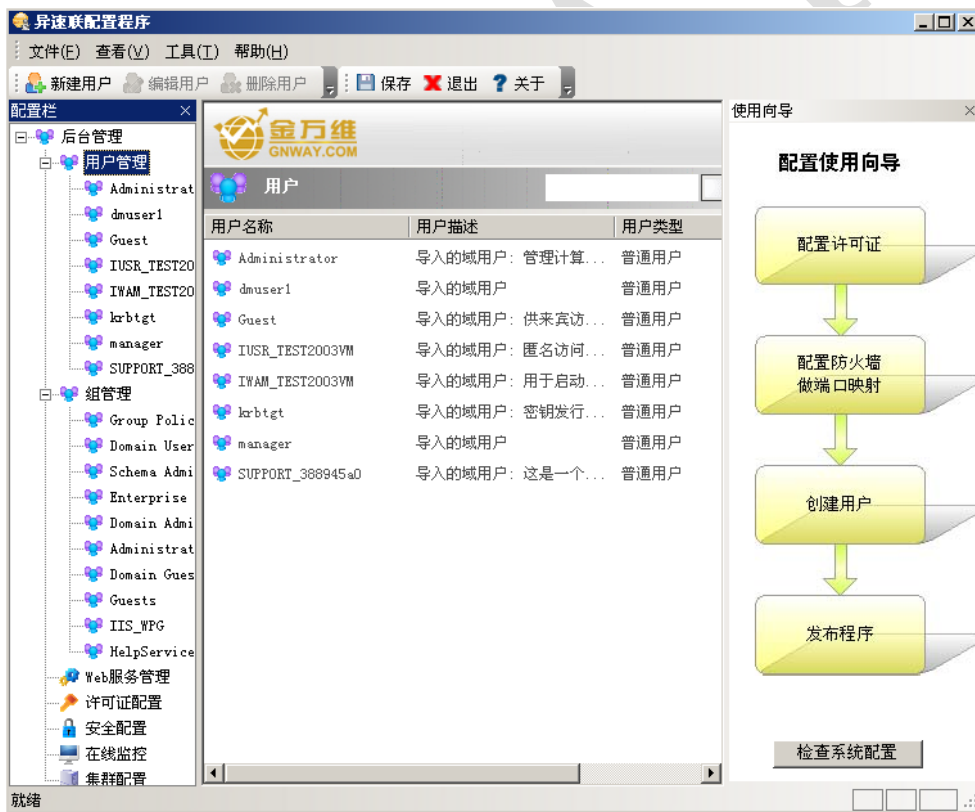 异速联配置程序
文件(F) 查看(V) 工具(T) 帮助(H)
新建用户 编辑用户 删除用户 保存 退出 ? 关于
配置栏
后台管理
用户管理
Administrat
dmuser1
Guest
IUSR_TEST20
IWAM_TEST20
krbtgt
manager
SUPPORT_388
组管理
Group Polic
Domain User
Schema Admi
Enterprise
Domain Admi
Administrat
Domain Gues
Guests
IIS_WPG
HelpService
Web服务管理
许可证配置
安全配置
在线监控
集群配置
金万维
GNWAY.COM
用户
用户名称 用户描述 用户类型
Administrator 导入的域用户: 管理计算... 普通用户
dmuser1 导入的域用户 普通用户
Guest 导入的域用户: 供来宾访... 普通用户
IUSR_TEST2003VM 导入的域用户: 匿名访问... 普通用户
IWAM_TEST2003VM 导入的域用户: 用于启动... 普通用户
krbtgt 导入的域用户: 密钥发行... 普通用户
manager 导入的域用户 普通用户
SUPPORT_388945a0 导入的域用户: 这是一个... 普通用户
使用向导
配置使用向导
配置许可证
配置防火墙
做端口映射
创建用户
发布程序
检查系统配置
就绪